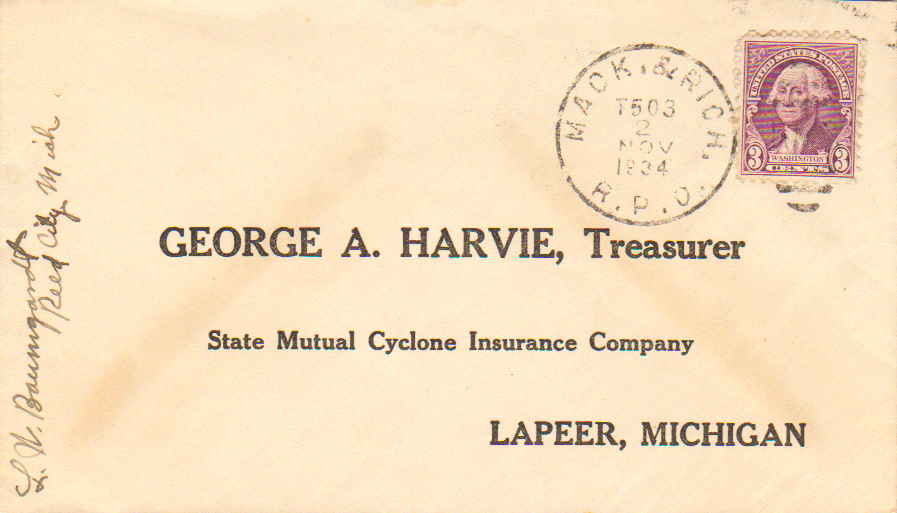 MACK. & RICH.
T503
2
NOV
1934
R.P.O.
UNITED STATES POSTAGE
3 WASHINGTON 3
GEORGE A. HARVIE, Treasurer
State Mutual Cyclone Insurance Company
LAPEER, MICHIGAN
L. W. Baumgardt
Reed City Mich.